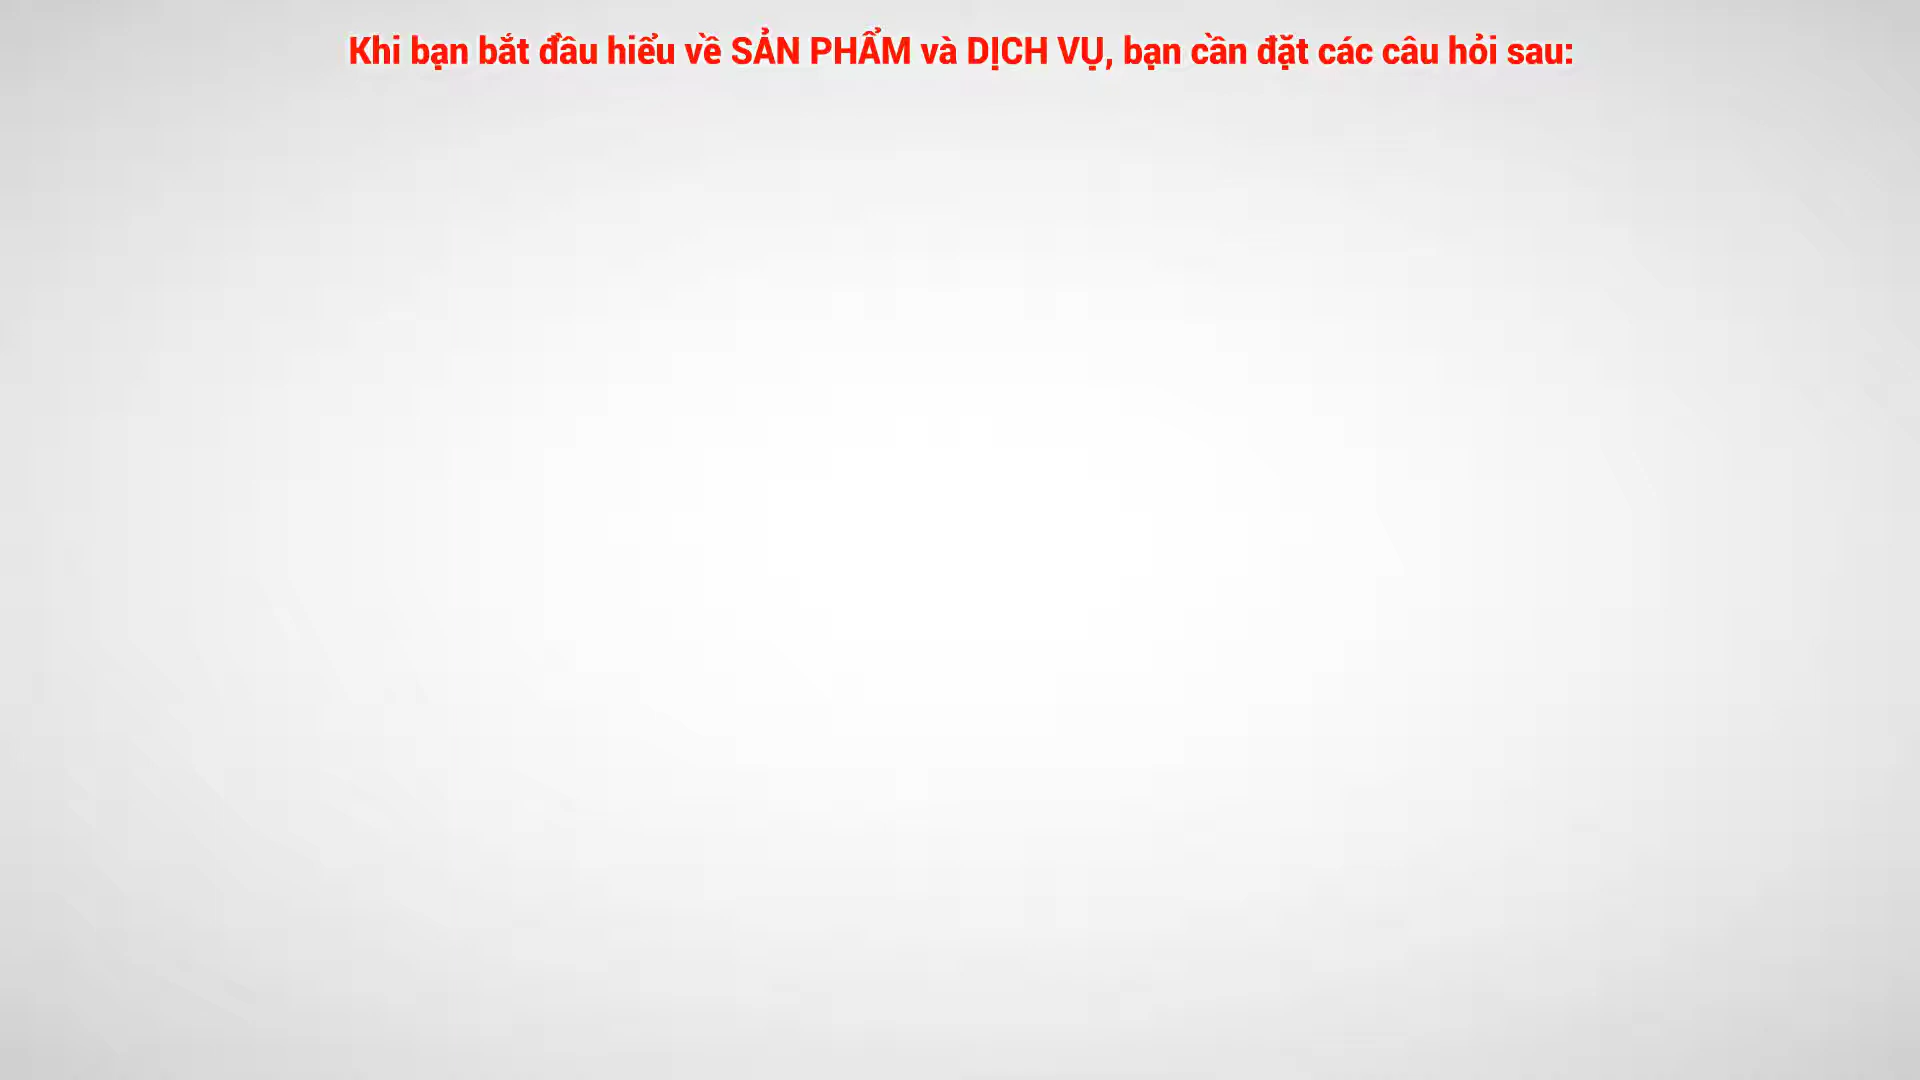 Khi bạn bắt đầu hiểu về SẢN PHẨM và DỊCH VỤ, bạn cần đặt các câu hỏi sau: